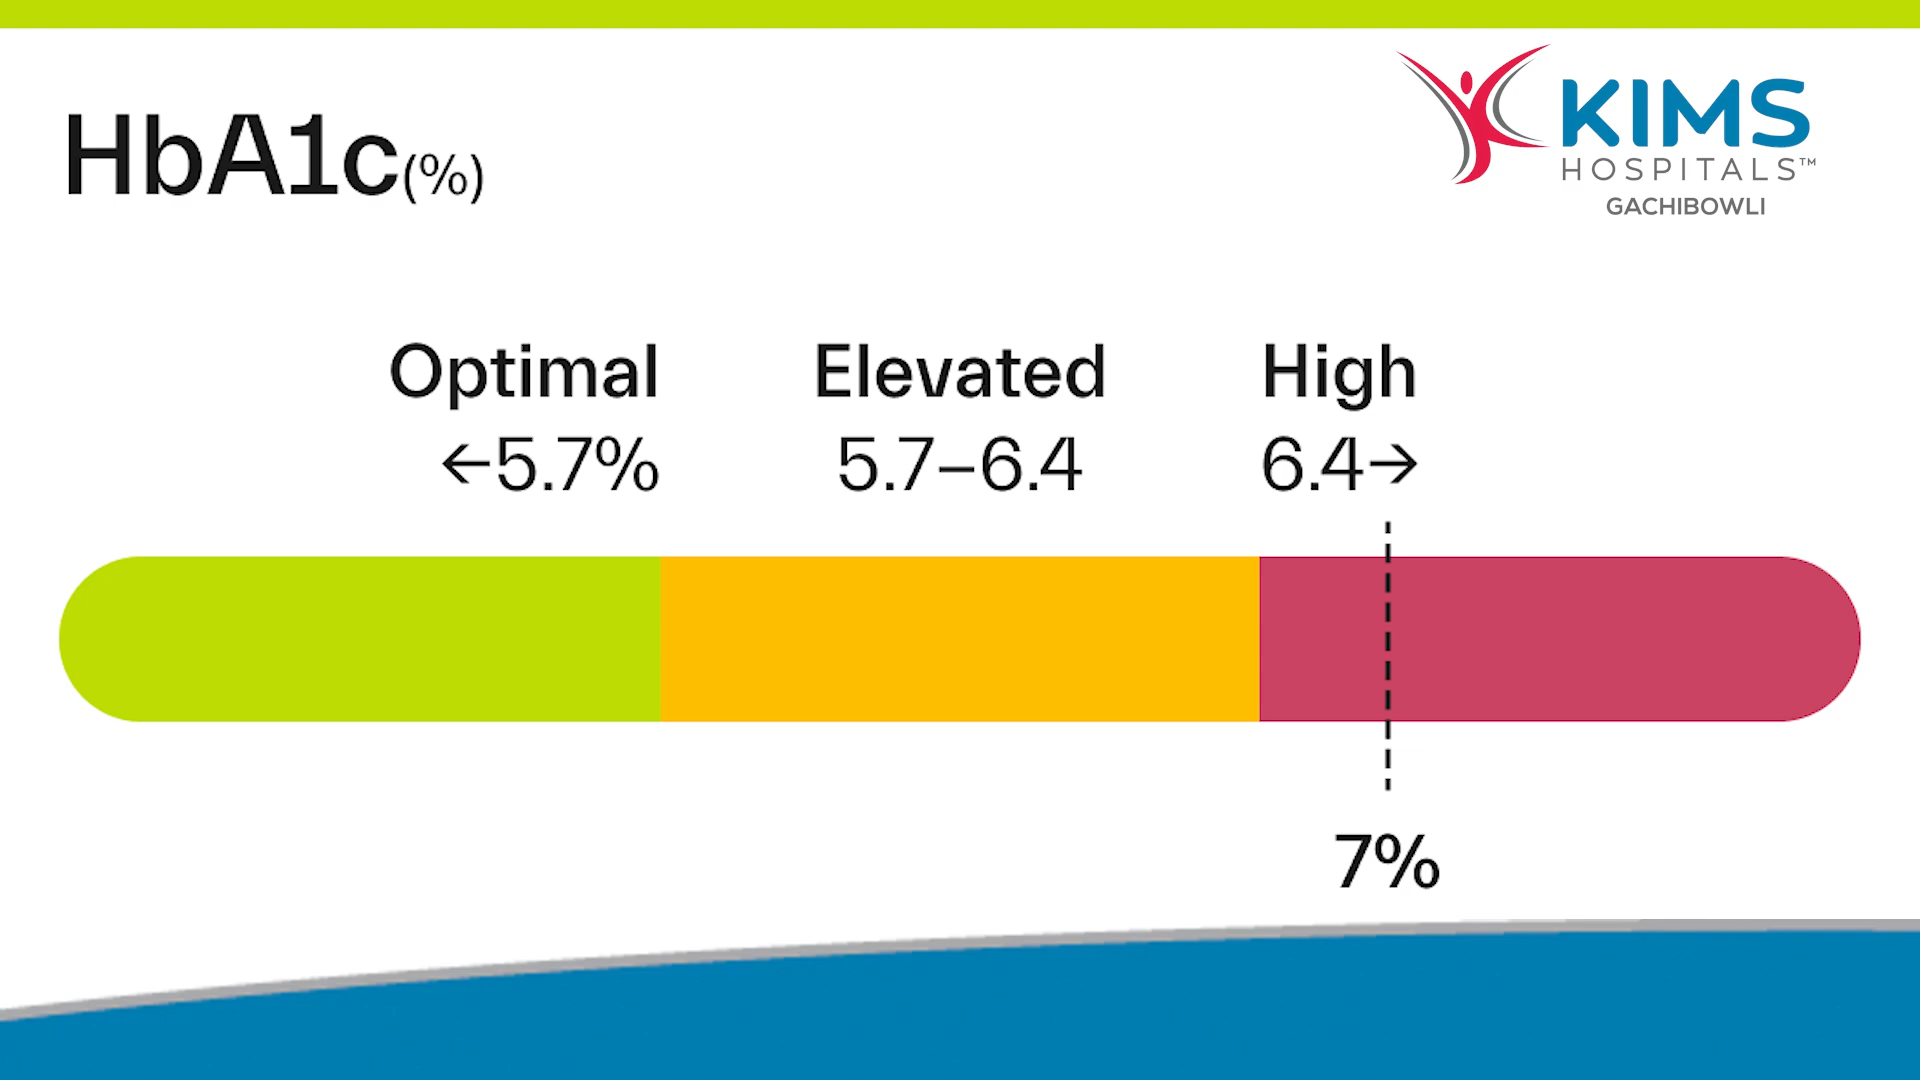 HbA1c(%)
KIMS
HOSPITALS™
GACHIBOWLI
Optimal Elevated High
←5.7% 5.7–6.4 6.4→
7%